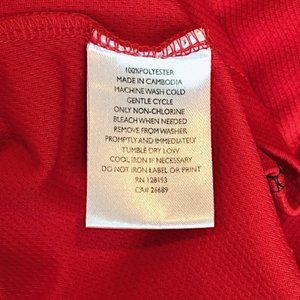 100% POLYESTER
MADE IN CAMBODIA
MACHINE WASH COLD
GENTLE CYCLE
ONLY NON-CHLORINE
BLEACH WHEN NEEDED
REMOVE FROM WASHER
PROMPTLY AND IMMEDIATELY
TUMBLE DRY LOW
COOL IRON IF NECESSARY
DO NOT IRON LABEL OR PRINT
RN 128193
CA# 26689